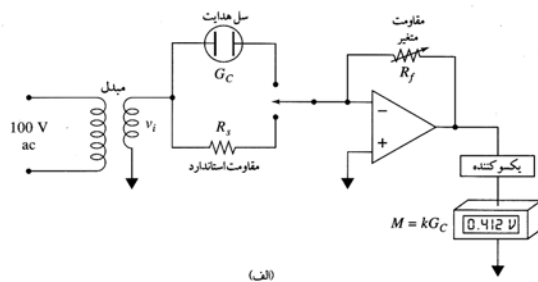 سل هدایت
G_C
مقاومت
متغیر
R_f
مبدل
100 V
ac
v_i
R_s
مقاومت استاندارد
−
+
یکسو کننده
M = kG_C
0.412 V
(الف)